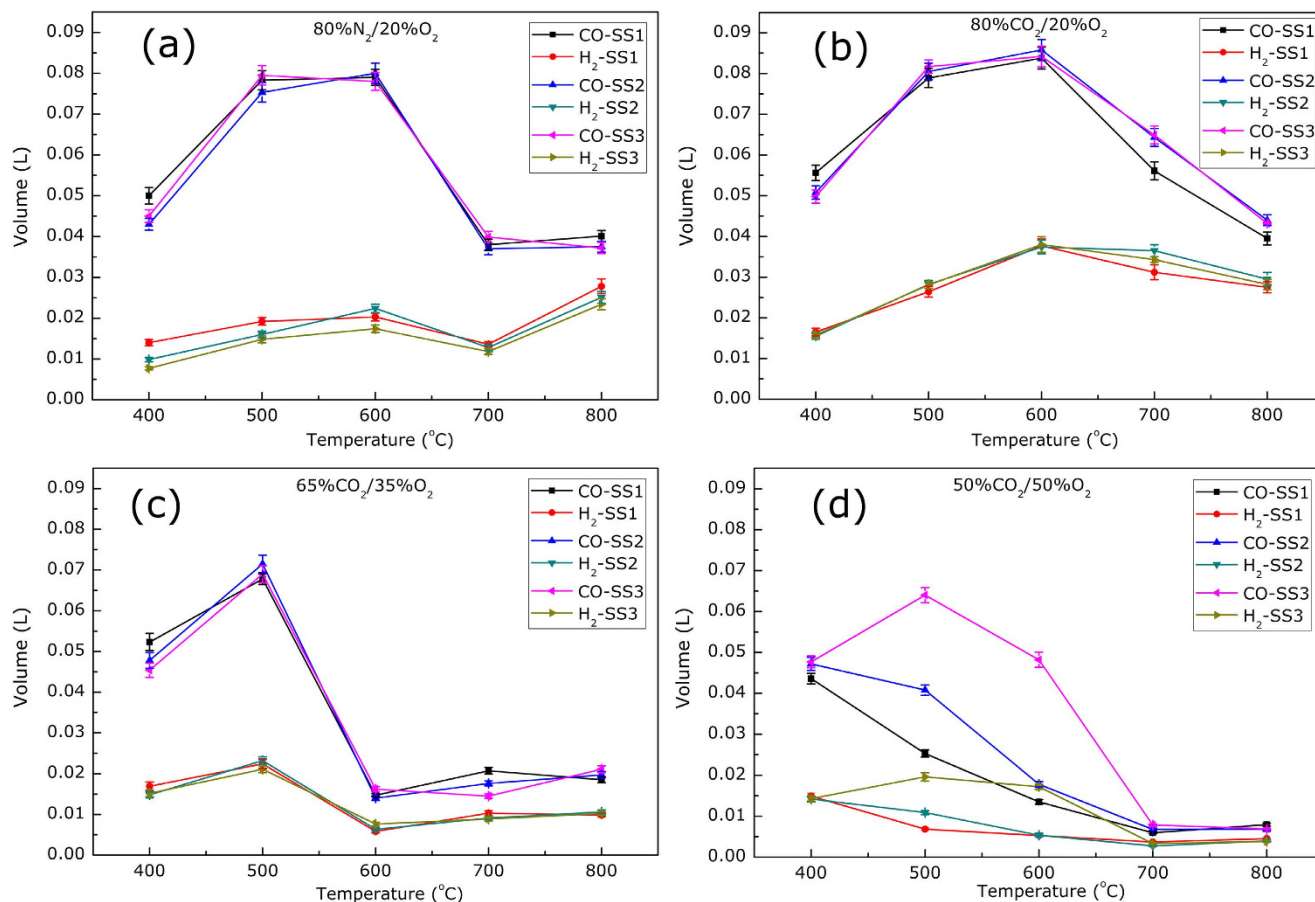 (a)
80%N2/20%O2
CO-SS1
H2-SS1
CO-SS2
H2-SS2
CO-SS3
H2-SS3
Volume (L)
0.09
0.08
0.07
0.06
0.05
0.04
0.03
0.02
0.01
0.00
400 500 600 700 800
Temperature (°C)
(b)
80%CO2/20%O2
CO-SS1
H2-SS1
CO-SS2
H2-SS2
CO-SS3
H2-SS3
Volume (L)
0.09
0.08
0.07
0.06
0.05
0.04
0.03
0.02
0.01
0.00
400 500 600 700 800
Temperature (°C)
(c)
65%CO2/35%O2
CO-SS1
H2-SS1
CO-SS2
H2-SS2
CO-SS3
H2-SS3
Volume (L)
0.09
0.08
0.07
0.06
0.05
0.04
0.03
0.02
0.01
0.00
400 500 600 700 800
Temperature (°C)
(d)
50%CO2/50%O2
CO-SS1
H2-SS1
CO-SS2
H2-SS2
CO-SS3
H2-SS3
Volume (L)
0.09
0.08
0.07
0.06
0.05
0.04
0.03
0.02
0.01
0.00
400 500 600 700 800
Temperature (°C)